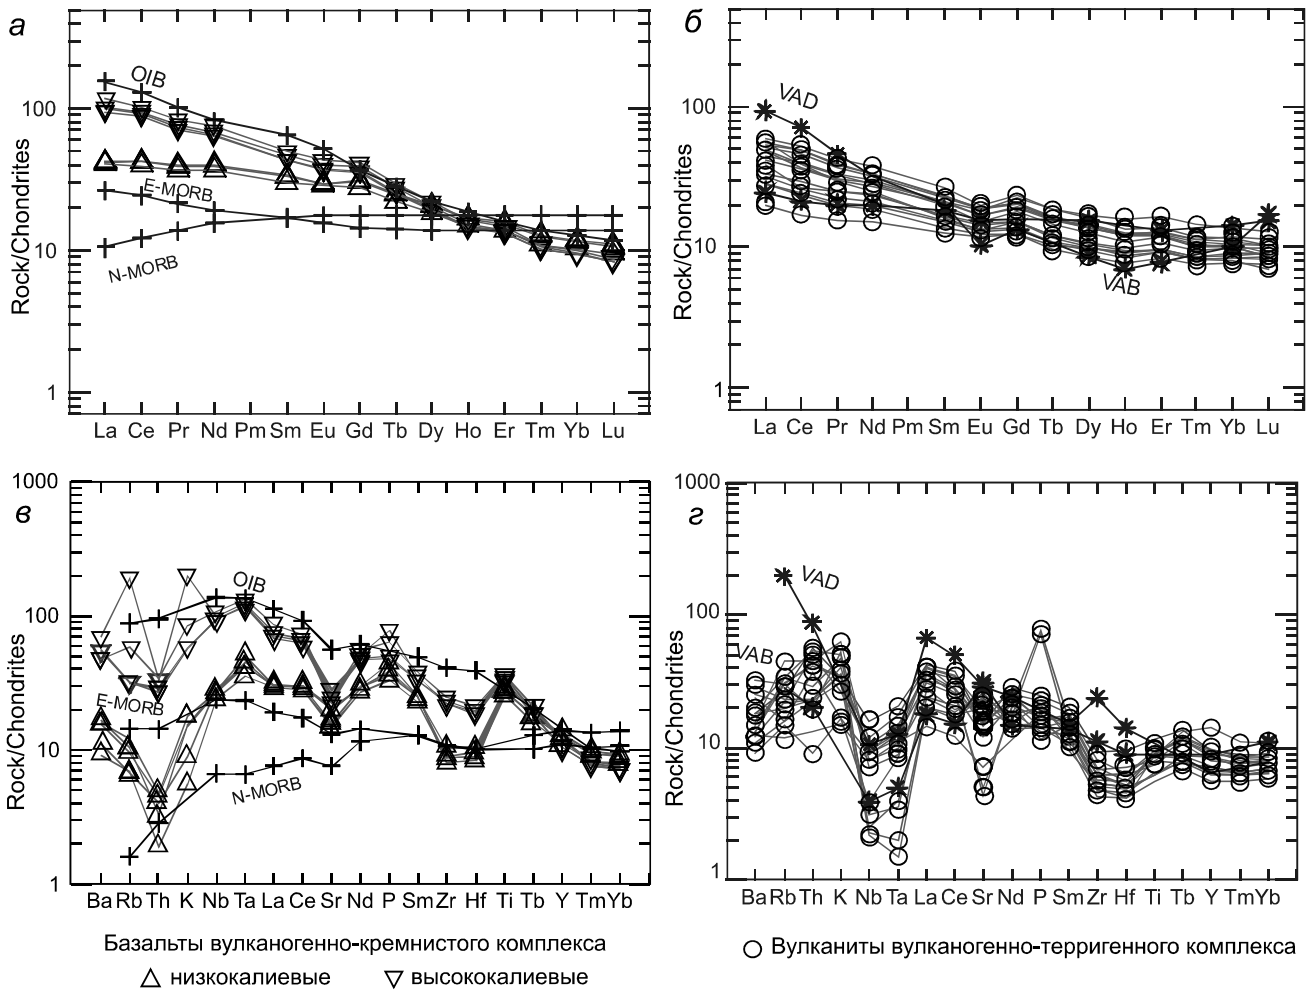 а
OIB
100
E-MORB
10
N-MORB
1
Rock/Chondrites
La Ce Pr Nd Pm Sm Eu Gd Tb Dy Ho Er Tm Yb Lu
б
VAD
100
10
VAB
1
Rock/Chondrites
La Ce Pr Nd Pm Sm Eu Gd Tb Dy Ho Er Tm Yb Lu
1000
в
OIB
100
E-MORB
10
N-MORB
1
Rock/Chondrites
Ba Rb Th K Nb Ta La Ce Sr Nd P Sm Zr Hf Ti Tb Y Tm Yb
1000
г
VAD
100
VAB
10
1
Rock/Chondrites
Ba Rb Th K Nb Ta La Ce Sr Nd P Sm Zr Hf Ti Tb Y Tm Yb
Базальты вулканогенно-кремнистого комплекса
низкокалиевые высококалиевые
Вулканиты вулканогенно-терригенного комплекса